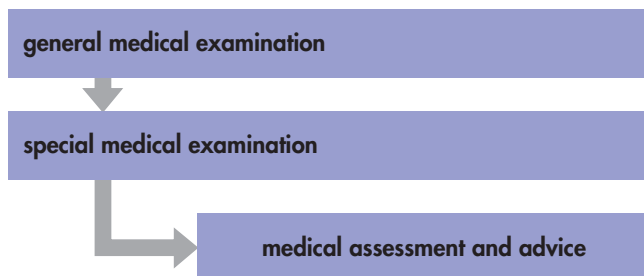 general medical examination
special medical examination
medical assessment and advice